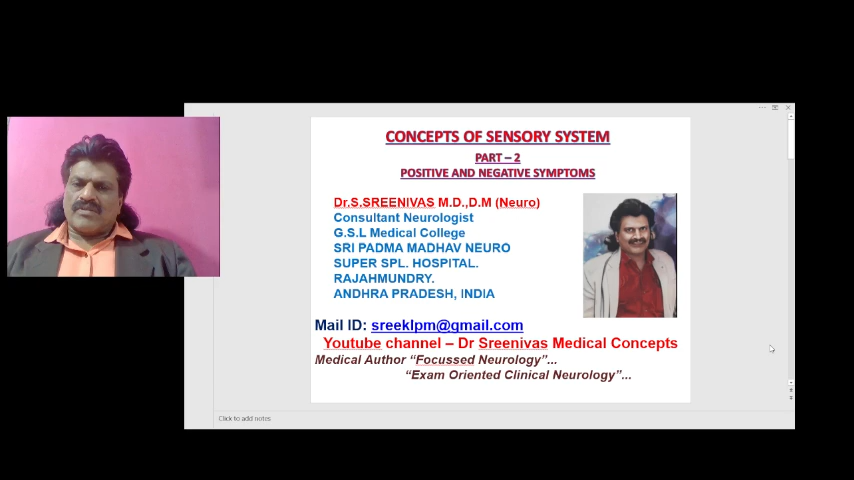 CONCEPTS OF SENSORY SYSTEM
PART – 2
POSITIVE AND NEGATIVE SYMPTOMS
Dr.S.SREENIVAS M.D.,D.M (Neuro)
Consultant Neurologist
G.S.L Medical College
SRI PADMA MADHAV NEURO
SUPER SPL. HOSPITAL.
RAJAHMUNDRY.
ANDHRA PRADESH, INDIA
Mail ID: sreeklpm@gmail.com
Youtube channel – Dr Sreenivas Medical Concepts
Medical Author “Focussed Neurology”...
“Exam Oriented Clinical Neurology”...
Click to add notes